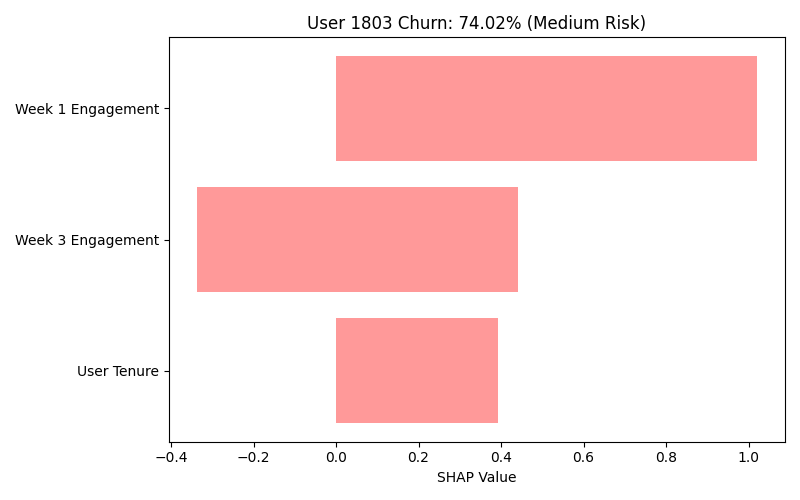 User 1803 Churn: 74.02% (Medium Risk)
Week 1 Engagement
Week 3 Engagement
User Tenure
−0.4 −0.2 0.0 0.2 0.4 0.6 0.8 1.0
SHAP Value